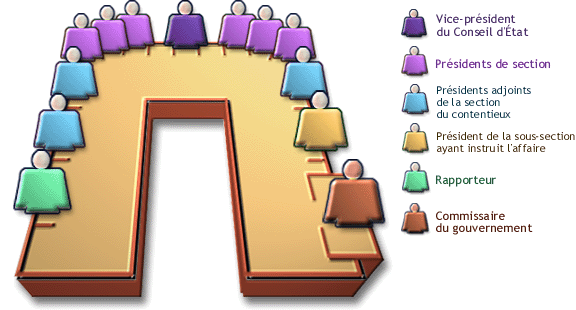 Vice-président
du Conseil d'État
Présidents de section
Présidents adjoints
de la section
du contentieux
Président de la sous-section
ayant instruit l'affaire
Rapporteur
Commissaire
du gouvernement